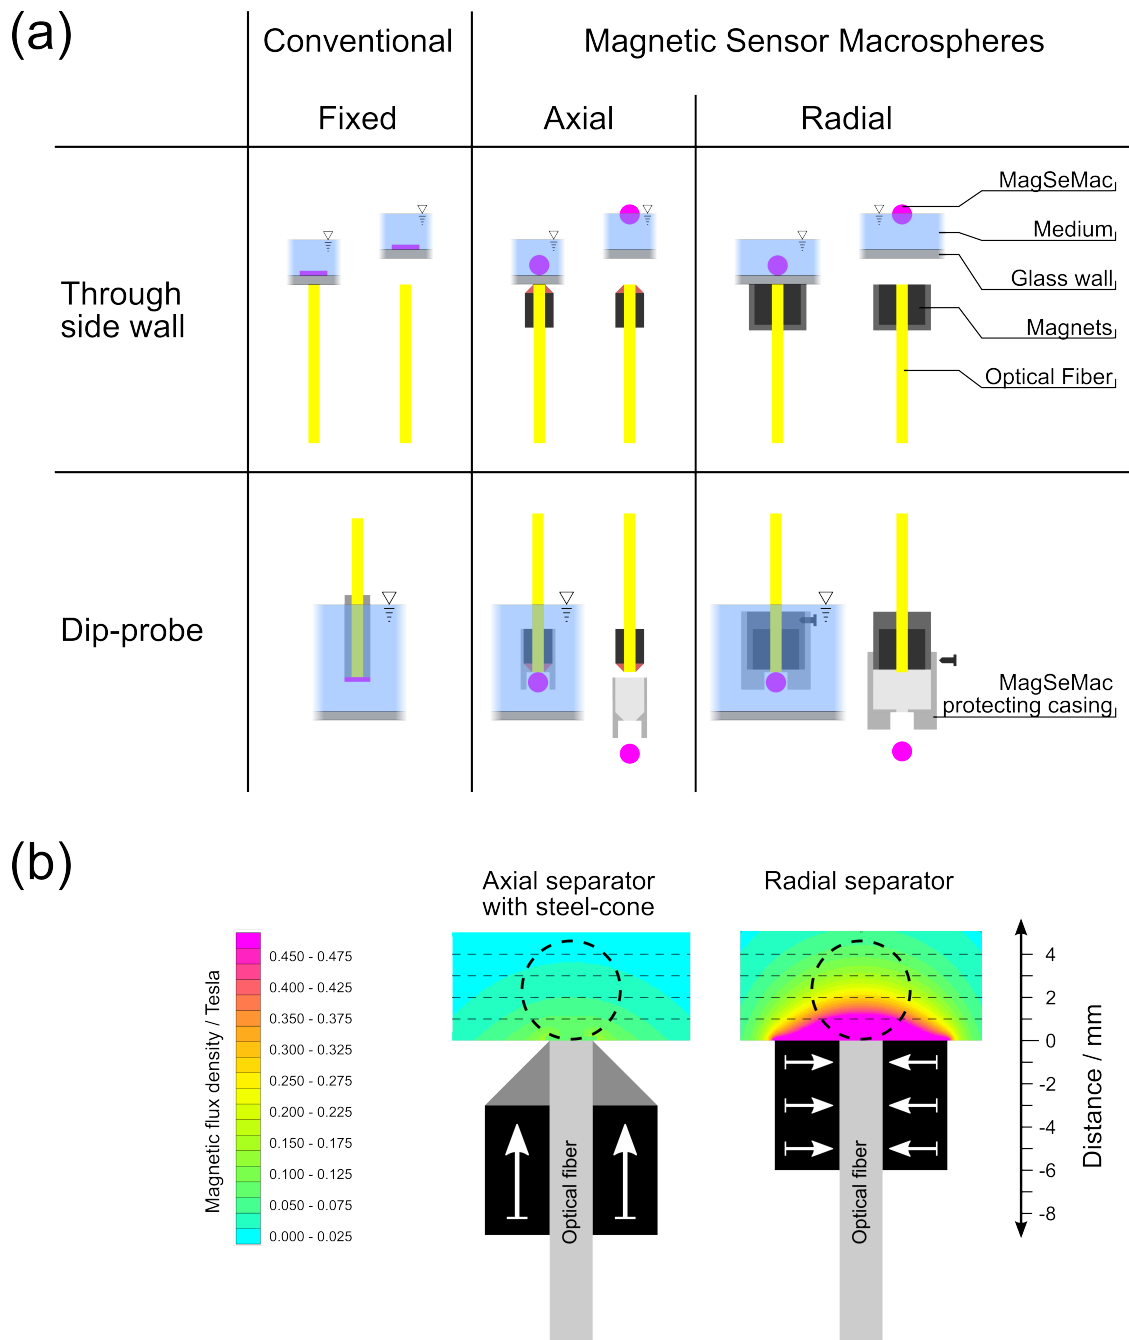 (a)
Conventional
Magnetic Sensor Macrospheres
Fixed
Axial
Radial
Through
side wall
MagSeMac
Medium
Glass wall
Magnets
Optical Fiber
Dip-probe
MagSeMac
protecting casing
(b)
Axial separator
with steel-cone
Radial separator
Magnetic flux density / Tesla
0.450 - 0.475
0.400 - 0.425
0.350 - 0.375
0.300 - 0.325
0.250 - 0.275
0.200 - 0.225
0.150 - 0.175
0.100 - 0.125
0.050 - 0.075
0.000 - 0.025
Optical fiber
Optical fiber
4
2
0
-2
-4
-6
-8
Distance / mm